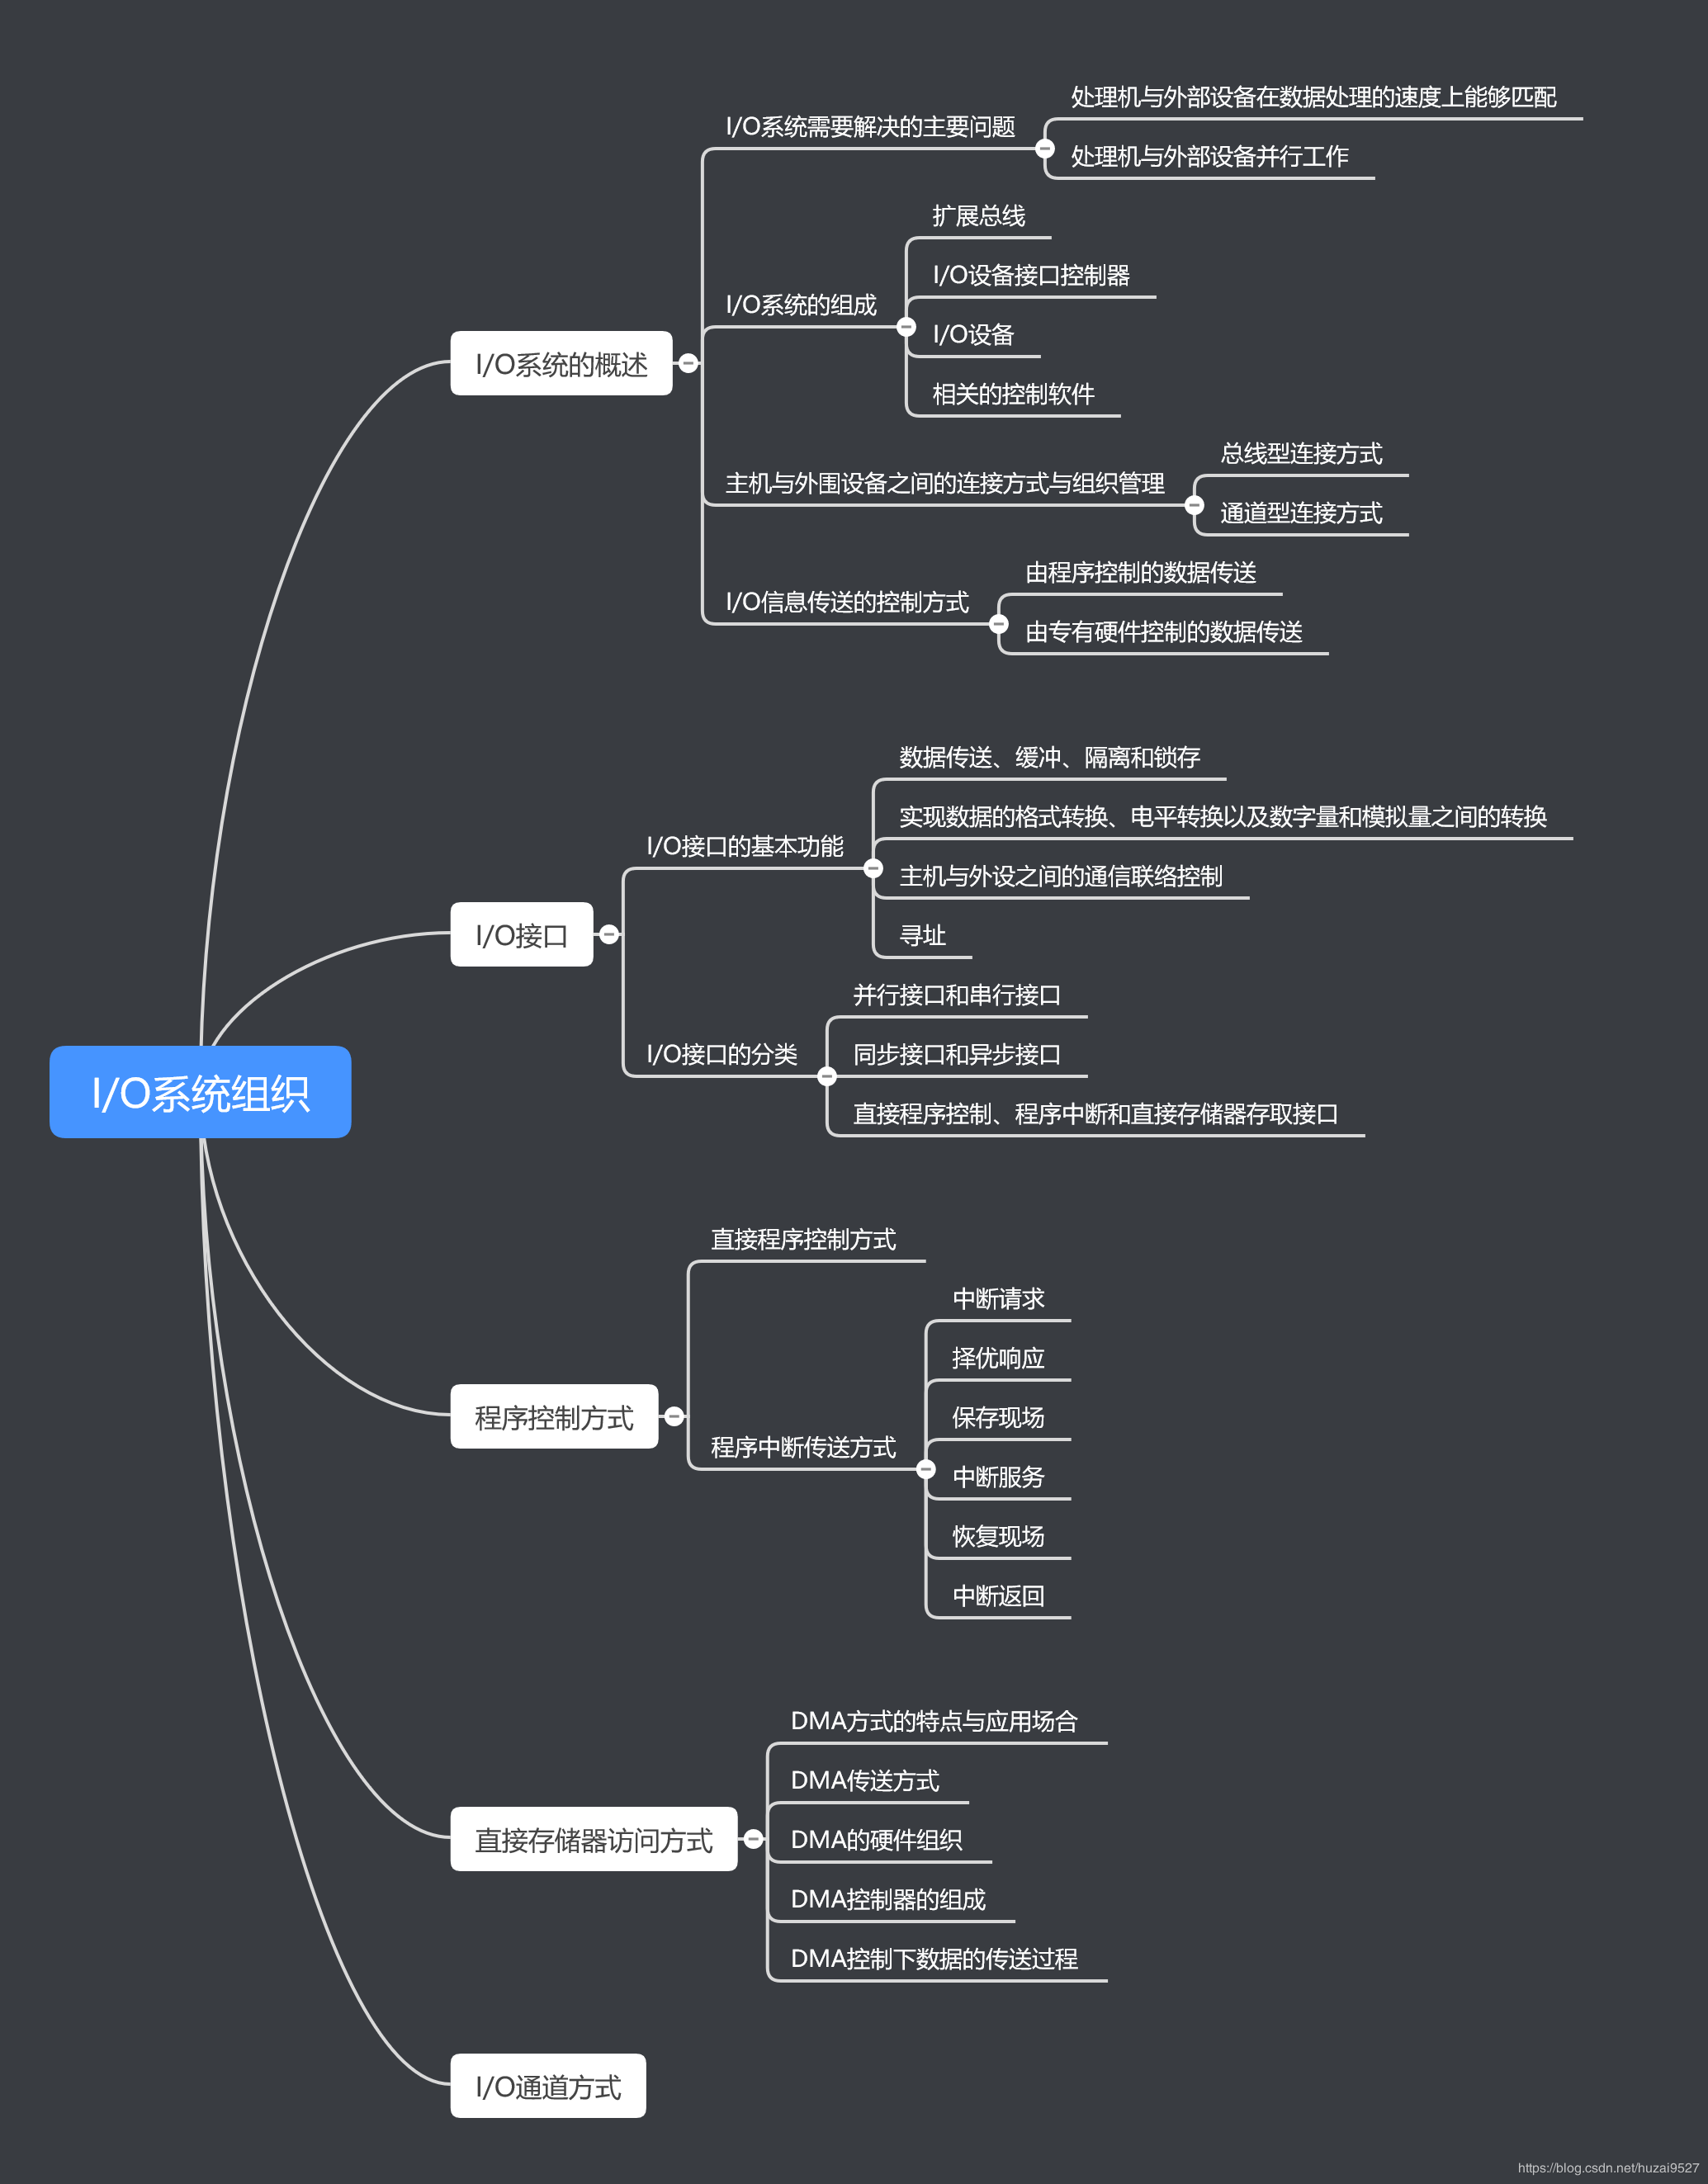 I/O系统组织
I/O系统的概述
I/O系统需要解决的主要问题
处理机与外部设备在数据处理的速度上能够匹配
处理机与外部设备并行工作
I/O系统的组成
扩展总线
I/O设备接口控制器
I/O设备
相关的控制软件
主机与外围设备之间的连接方式与组织管理
总线型连接方式
通道型连接方式
I/O信息传送的控制方式
由程序控制的数据传送
由专有硬件控制的数据传送
I/O接口
I/O接口的基本功能
数据传送、缓冲、隔离和锁存
实现数据的格式转换、电平转换以及数字量和模拟量之间的转换
主机与外设之间的通信联络控制
寻址
I/O接口的分类
并行接口和串行接口
同步接口和异步接口
直接程序控制、程序中断和直接存储器存取接口
程序控制方式
直接程序控制方式
程序中断传送方式
中断请求
择优响应
保存现场
中断服务
恢复现场
中断返回
直接存储器访问方式
DMA方式的特点与应用场合
DMA传送方式
DMA的硬件组织
DMA控制器的组成
DMA控制下数据的传送过程
I/O通道方式
https://blog.csdn.net/huzai9527